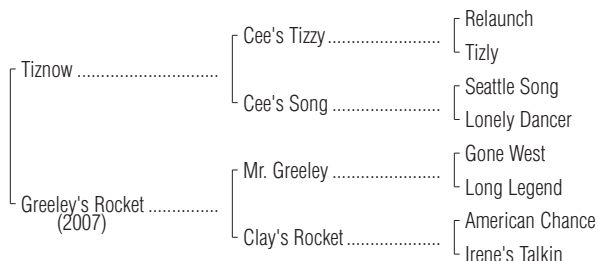 Relaunch
Cee's Tizzy
Tizly
Tiznow
Seattle Song
Cee's Song
Lonely Dancer
Gone West
Mr. Greeley
Long Legend
Greeley's Rocket
(2007)
American Chance
Clay's Rocket
Irene's Talkin